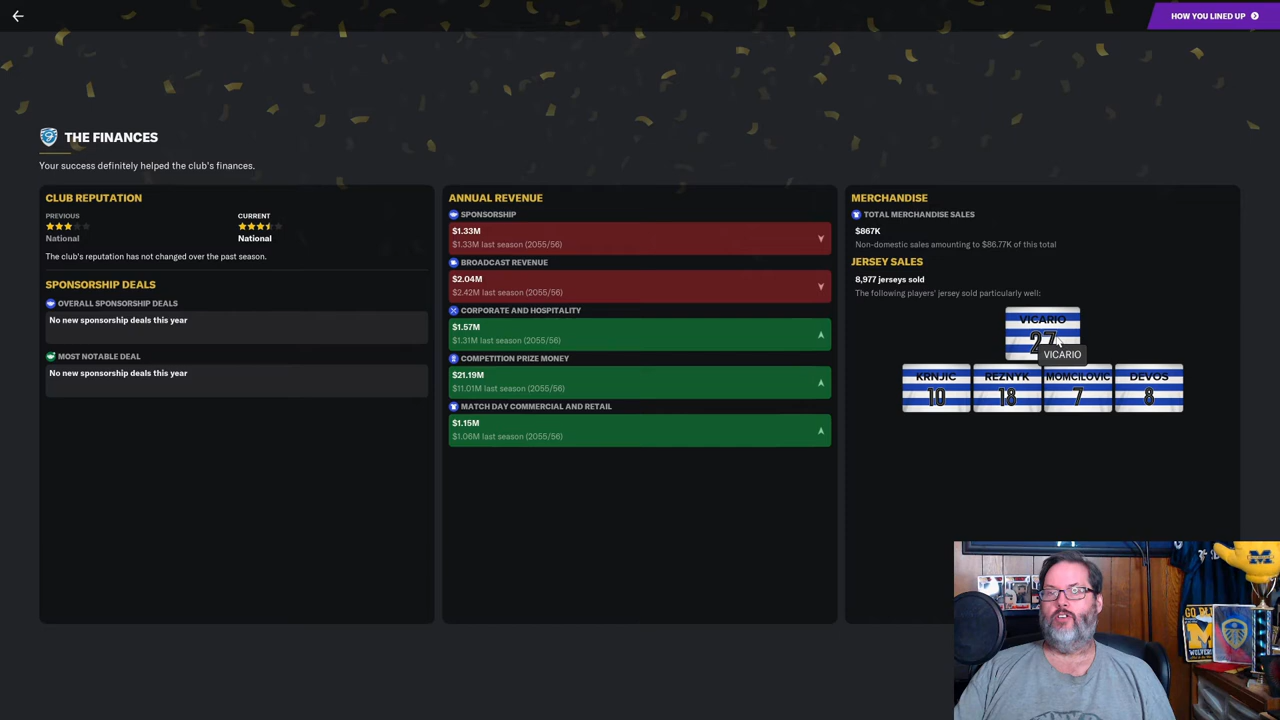 HOW YOU LINED UP
THE FINANCES
Your success definitely helped the club's finances.
CLUB REPUTATION
PREVIOUS
CURRENT
National
National
The club's reputation has not changed over the past season.
SPONSORSHIP DEALS
OVERALL SPONSORSHIP DEALS
No new sponsorship deals this year
MOST NOTABLE DEAL
No new sponsorship deals this year
ANNUAL REVENUE
SPONSORSHIP
$1.33M
$1.33M last season (2055/56)
BROADCAST REVENUE
$2.04M
$2.42M last season (2055/56)
CORPORATE AND HOSPITALITY
$1.57M
$1.31M last season (2055/56)
COMPETITION PRIZE MONEY
$21.19M
$11.01M last season (2055/56)
MATCH DAY COMMERCIAL AND RETAIL
$1.15M
$1.06M last season (2055/56)
MERCHANDISE
TOTAL MERCHANDISE SALES
$867K
Non-domestic sales amounting to $86.77K of this total
JERSEY SALES
8,977 jerseys sold
The following players' jersey sold particularly well:
VICARIO
27
VICARIO
KRNJIC
10
REZNYK
18
MOMCILOVIC
7
DEVOS
8
GO BLUE
M
WOLVERINES
M